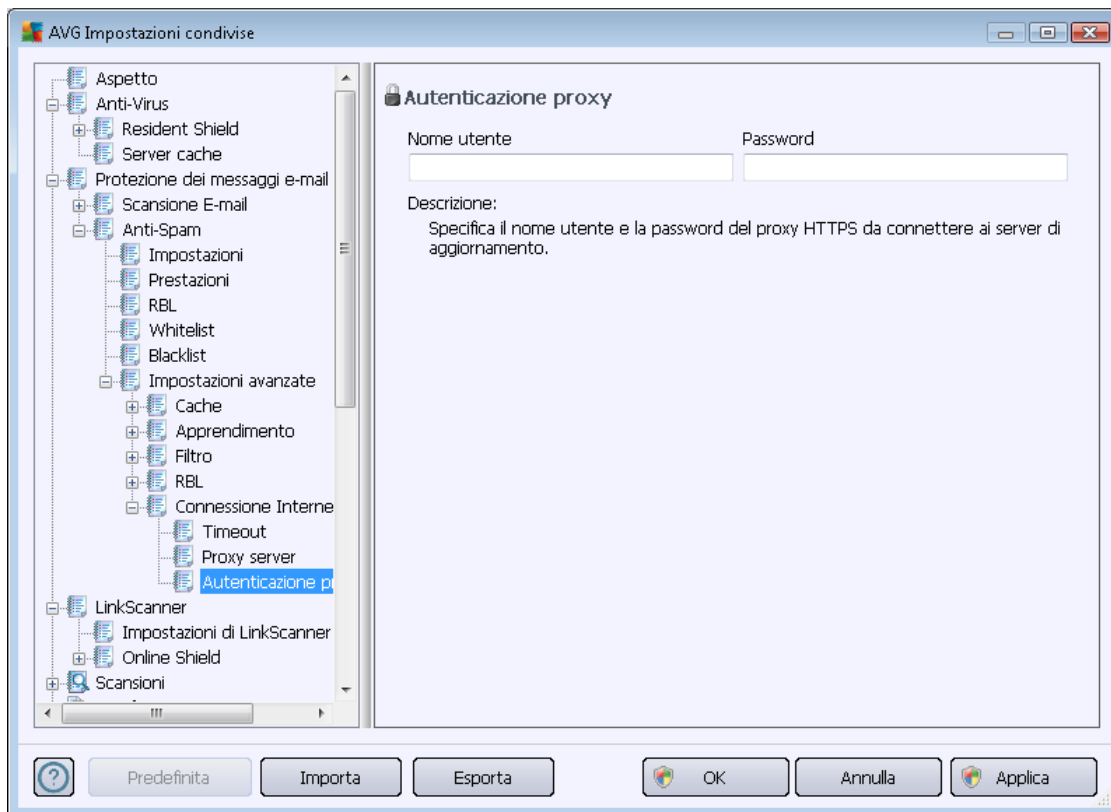 AVG Impostazioni condivise
Aspetto
Anti-Virus
Resident Shield
Server cache
Protezione dei messaggi e-mail
Scansione E-mail
Anti-Spam
Impostazioni
Prestazioni
RBL
Whitelist
Blacklist
Impostazioni avanzate
Cache
Apprendimento
Filtro
RBL
Connessione Interne
Timeout
Proxy server
Autenticazione pr
LinkScanner
Impostazioni di LinkScanner
Online Shield
Scansioni
Autenticazione proxy
Nome utente
Password
Descrizione:
Specifica il nome utente e la password del proxy HTTPS da connettere ai server di
aggiornamento.
Predefinita
Importa
Esporta
OK
Annulla
Applica